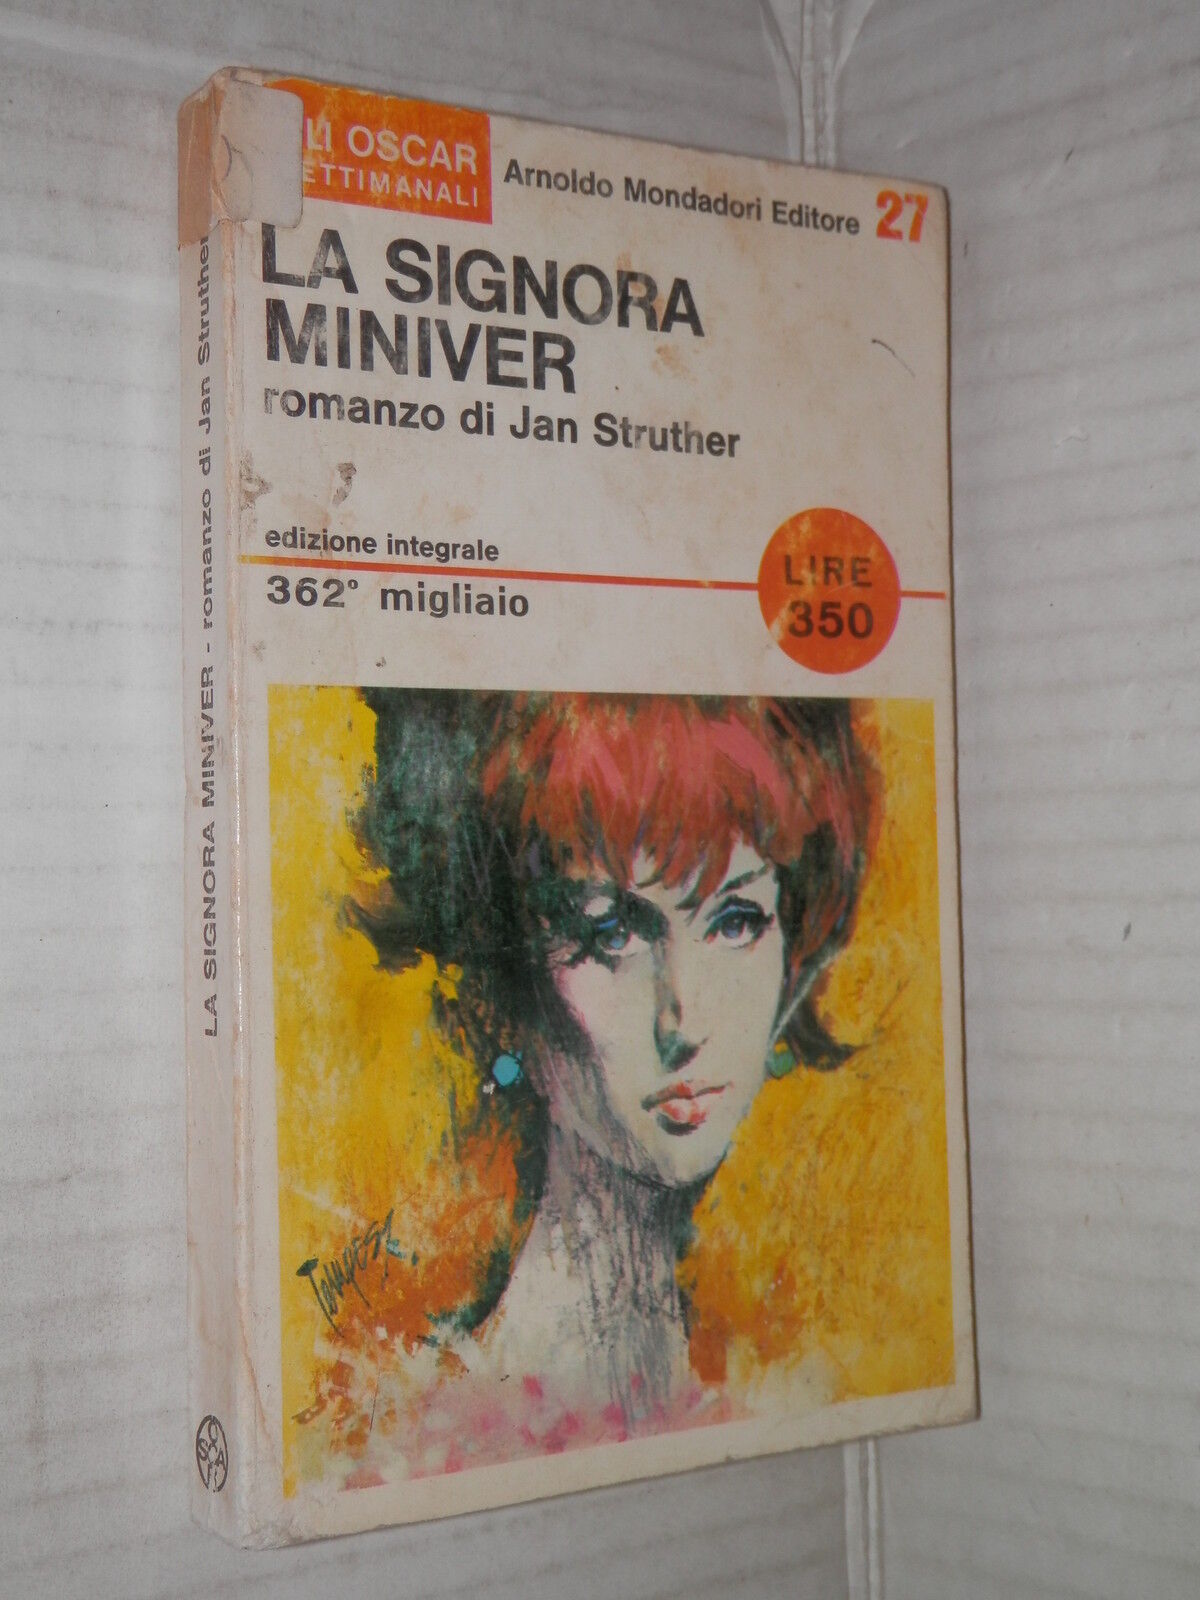 LI OSCAR
ETTIMANALI
Arnoldo Mondadori Editore 27
LA SIGNORA
MINIVER
romanzo di Jan Struther
edizione integrale
362° migliaio
LIRE
350
LA SIGNORA MINIVER - romanzo di Jan Struther
OSCAR